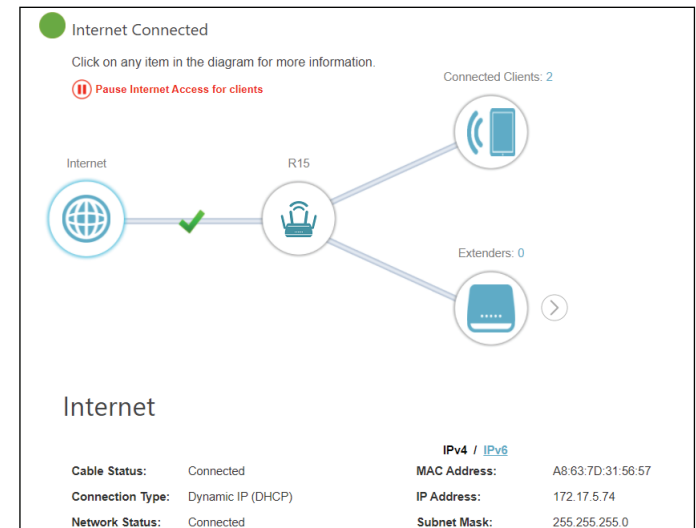 Internet Connected
Click on any item in the diagram for more information.
Pause Internet Access for clients
Connected Clients: 2
Internet
R15
Extenders: 0
Internet
IPv4 / IPv6
Cable Status: Connected MAC Address: A8:63:7D:31:56:57
Connection Type: Dynamic IP (DHCP) IP Address: 172.17.5.74
Network Status: Connected Subnet Mask: 255.255.255.0